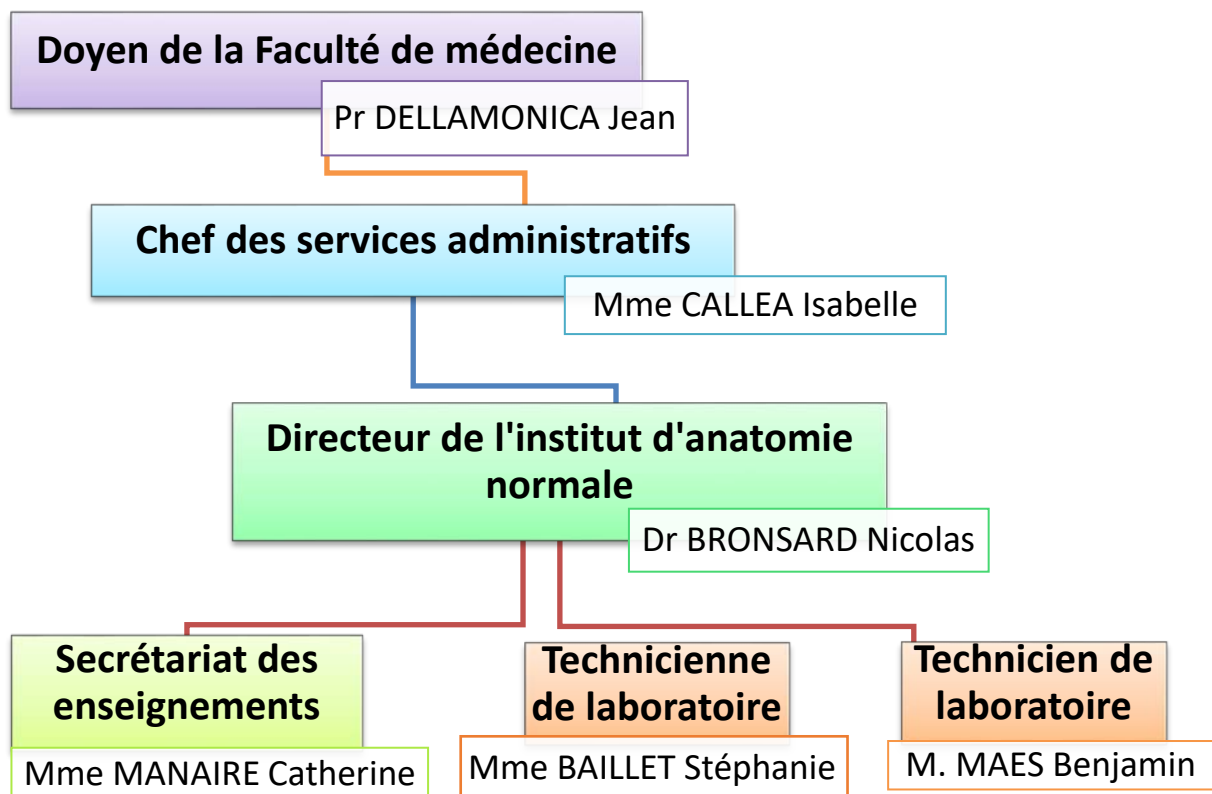 Doyen de la Faculté de médecine
Pr DELLAMONICA Jean
Chef des services administratifs
Mme CALLEA Isabelle
Directeur de l'institut d'anatomie
normale
Dr BRONSARD Nicolas
Secrétariat des
enseignements
Mme MANAIRE Catherine
Technicienne
de laboratoire
Mme BAILLET Stéphanie
Technicien de
laboratoire
M. MAES Benjamin